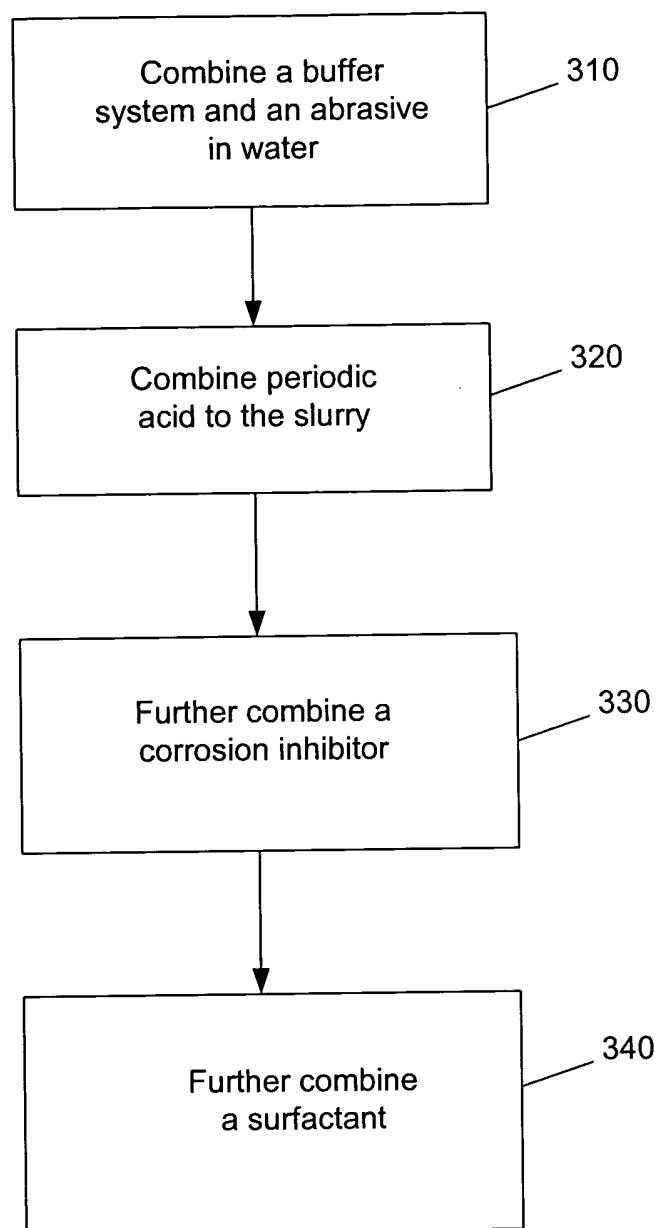 Combine a buffer
system and an abrasive
in water
310
Combine periodic
acid to the slurry
320
Further combine a
corrosion inhibitor
330
Further combine
a surfactant
340